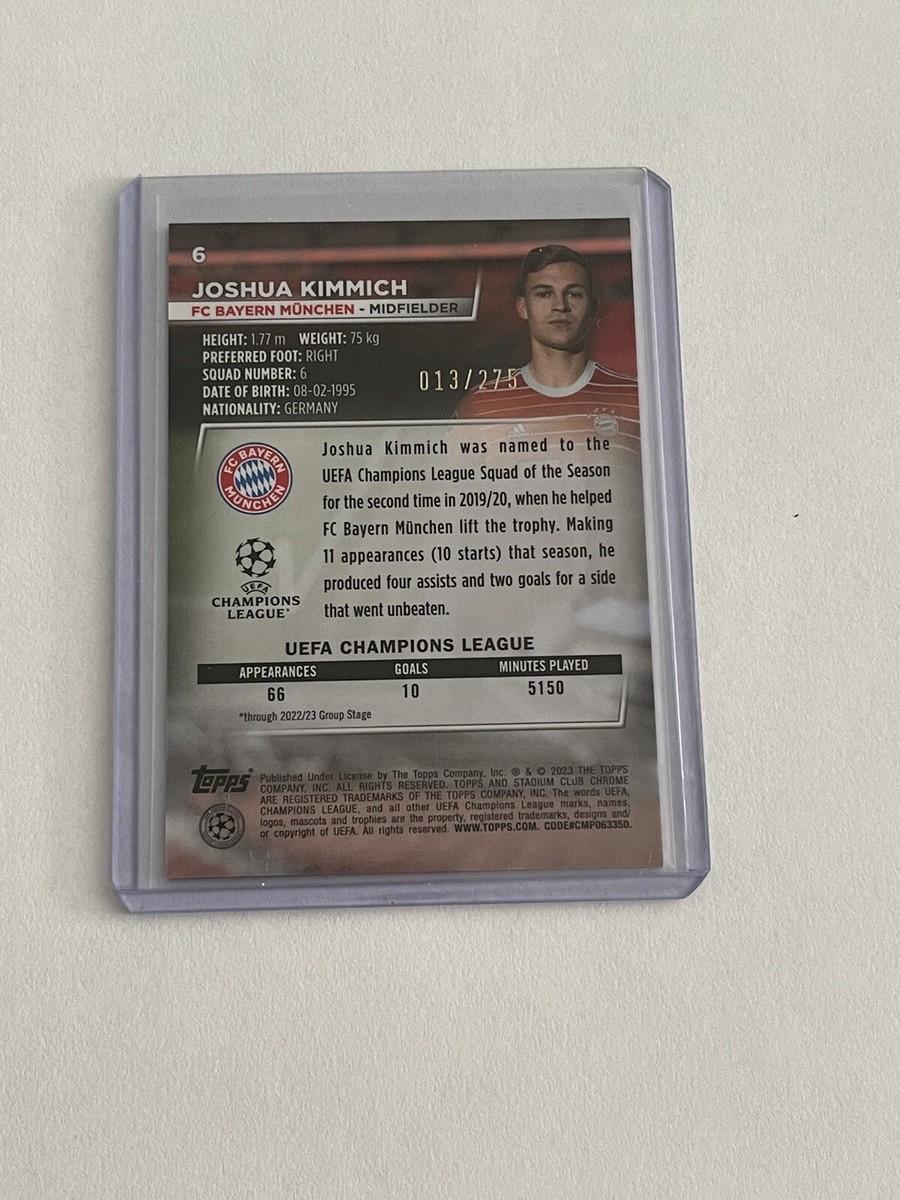 6
JOSHUA KIMMICH
FC BAYERN MÜNCHEN - MIDFIELDER
HEIGHT: 1.77 m WEIGHT: 75 kg
PREFERRED FOOT: RIGHT
SQUAD NUMBER: 6
DATE OF BIRTH: 08-02-1995
NATIONALITY: GERMANY
013/275
FC BAYERN
MÜNCHEN
Joshua Kimmich was named to the
UEFA Champions League Squad of the Season
for the second time in 2019/20, when he helped
FC Bayern München lift the trophy. Making
11 appearances (10 starts) that season, he
produced four assists and two goals for a side
that went unbeaten.
UEFA
CHAMPIONS
LEAGUE®
UEFA CHAMPIONS LEAGUE
APPEARANCES GOALS MINUTES PLAYED
66 10 5150
*through 2022/23 Group Stage
Topps®
Published Under License by The Topps Company, Inc. ® & © 2023 THE TOPPS
COMPANY, INC. ALL RIGHTS RESERVED. TOPPS AND STADIUM CLUB CHROME
ARE REGISTERED TRADEMARKS OF THE TOPPS COMPANY, INC. The words UEFA,
CHAMPIONS LEAGUE, and all other UEFA Champions League marks, names,
logos, mascots and trophies are the property, registered trademarks, designs and/
or copyright of UEFA. All rights reserved. WWW.TOPPS.COM. CODE#CMP063350.